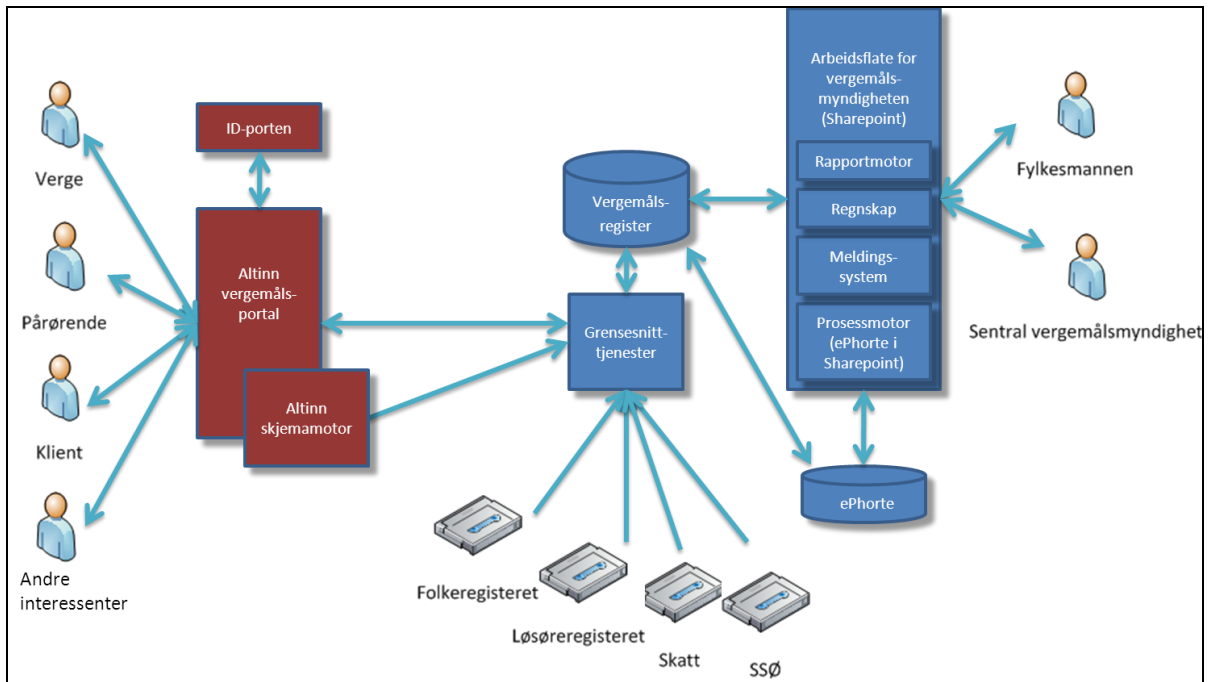 Verge
Pårørende
Klient
Andre
interessenter
ID-porten
Altinn
vergemåls-
portal
Altinn
skjemamotor
Vergemåls-
register
Grensesnitt-
tjenester
Folkeregisteret
Løsøreregisteret
Skatt
SSØ
Arbeidsflate for
vergemåls-
myndigheten
(Sharepoint)
Rapportmotor
Regnskap
Meldings-
system
Prosessmotor
(ePhorte i
Sharepoint)
ePhorte
Fylkesmannen
Sentral vergemålsmyndighet